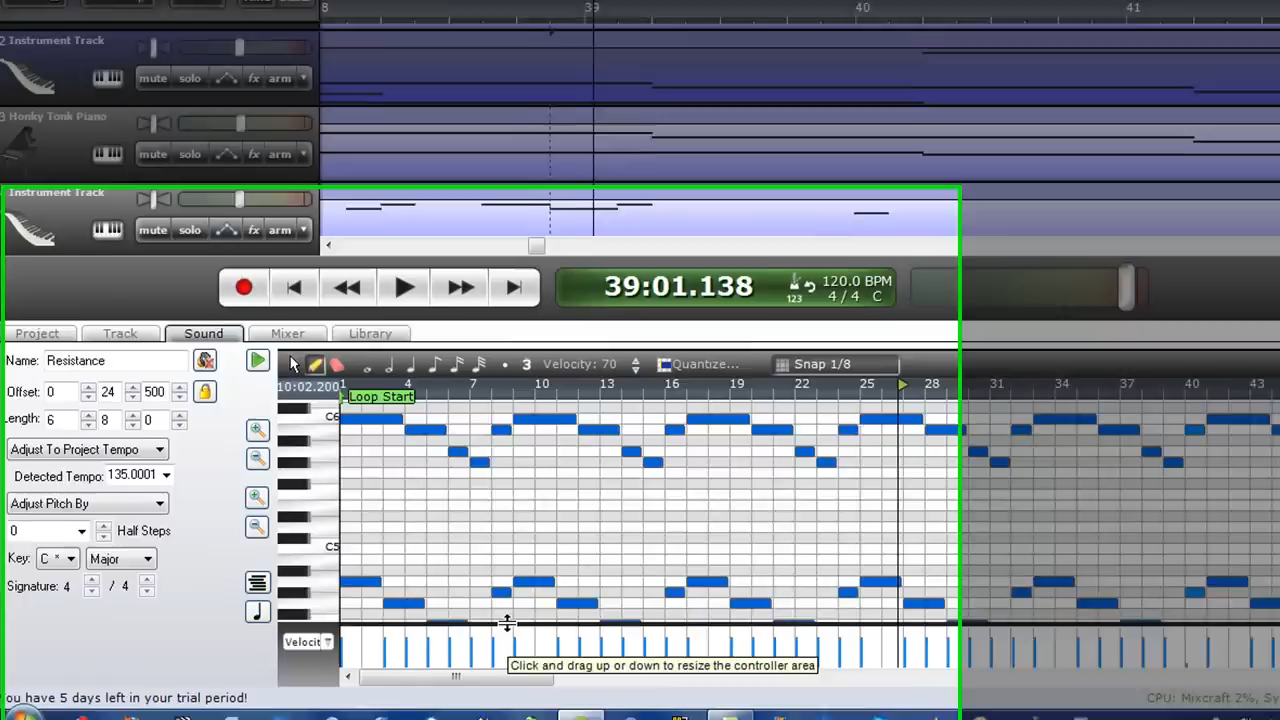 8 39 40 41
2 Instrument Track
mute solo fx arm
3 Honky Tonk Piano
mute solo fx arm
Instrument Track
mute solo fx arm
39:01.138 123 120.0 BPM
4 / 4 C
Project Track Sound Mixer Library
Name: Resistance Velocity: 70 Quantize... Snap 1/8
3
Offset: 0 24 500 10:02.200 1 4 7 10 13 16 19 22 25 28 31 34 37 40 43
Loop Start
Length: 6 8 0 C6
Adjust To Project Tempo
Detected Tempo: 135.0001
Adjust Pitch By
0 Half Steps
C5
Key: C * Major
Signature: 4 / 4
Velocit
Click and drag up or down to resize the controller area
ou have 5 days left in your trial period! CPU: Mixcraft 2%, Sy